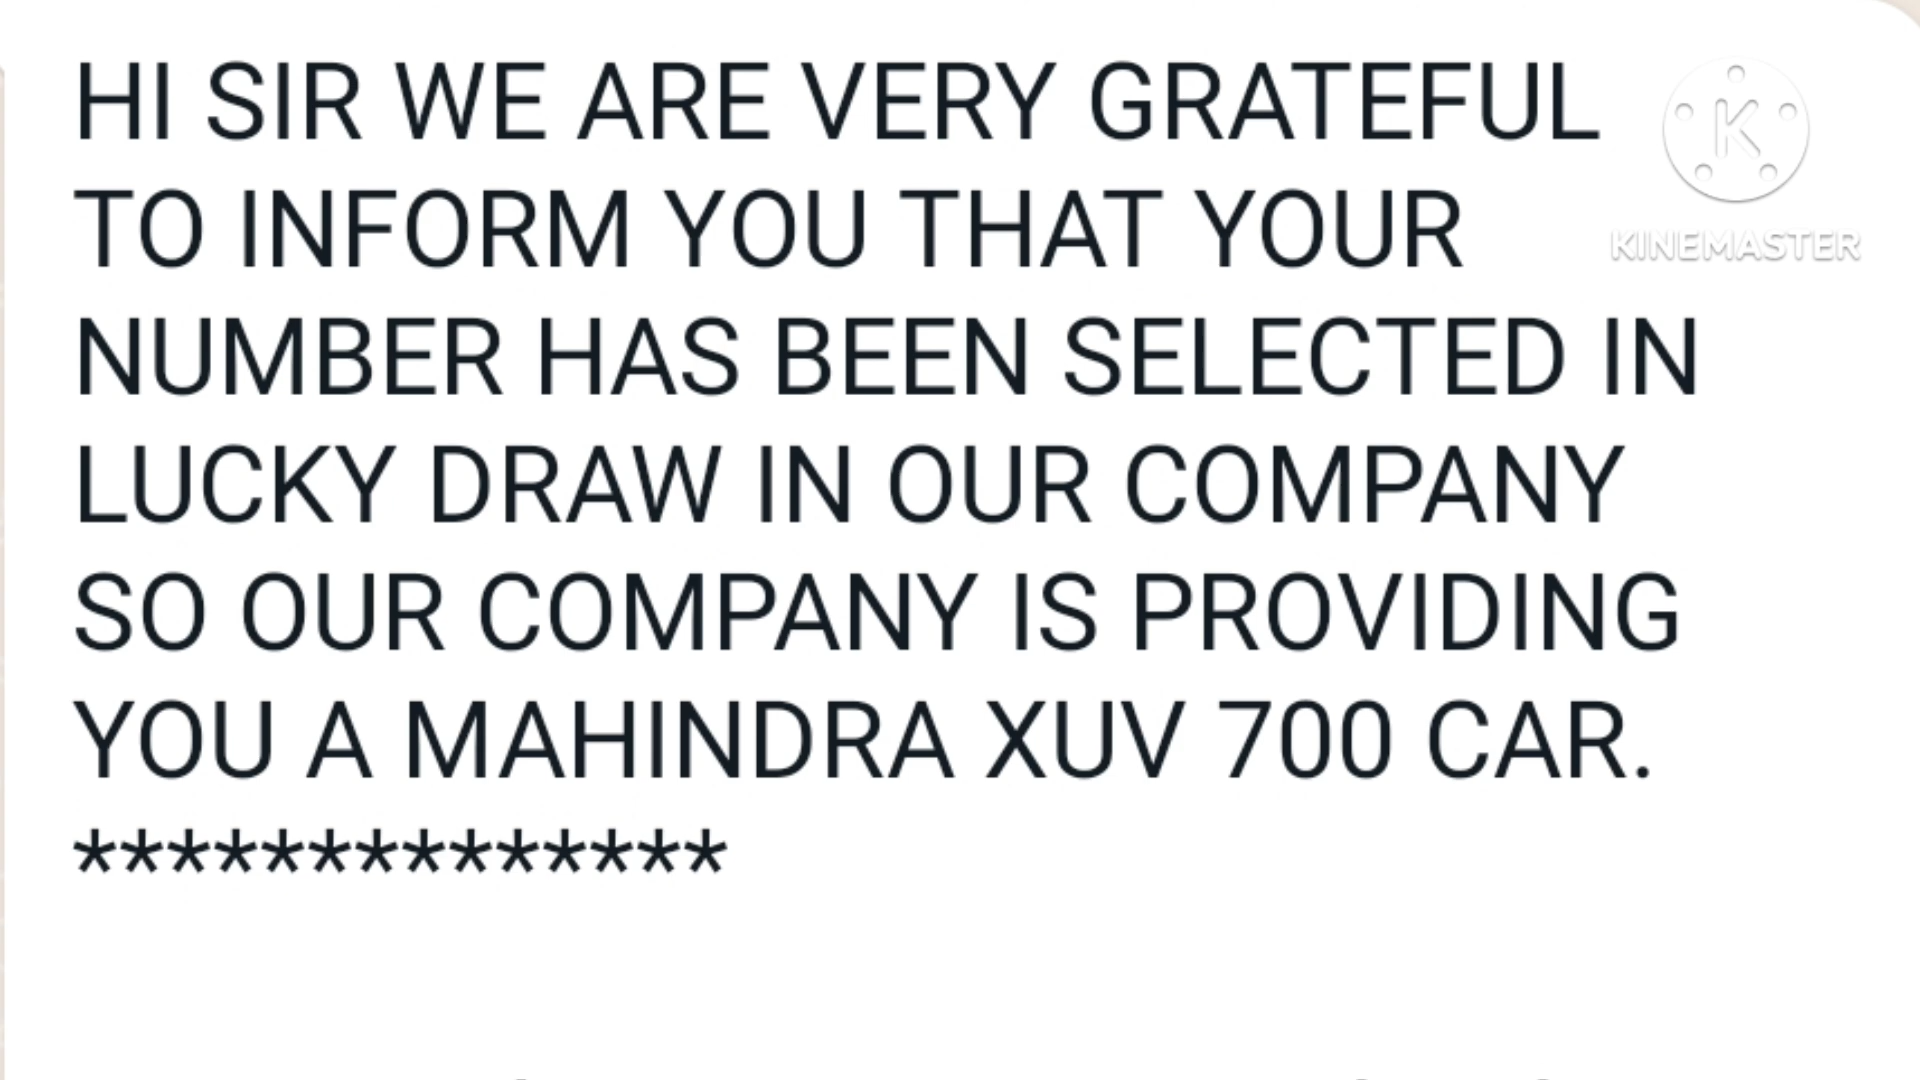 HI SIR WE ARE VERY GRATEFUL
TO INFORM YOU THAT YOUR
NUMBER HAS BEEN SELECTED IN
LUCKY DRAW IN OUR COMPANY
SO OUR COMPANY IS PROVIDING
YOU A MAHINDRA XUV 700 CAR.
**************
K
KINEMASTER